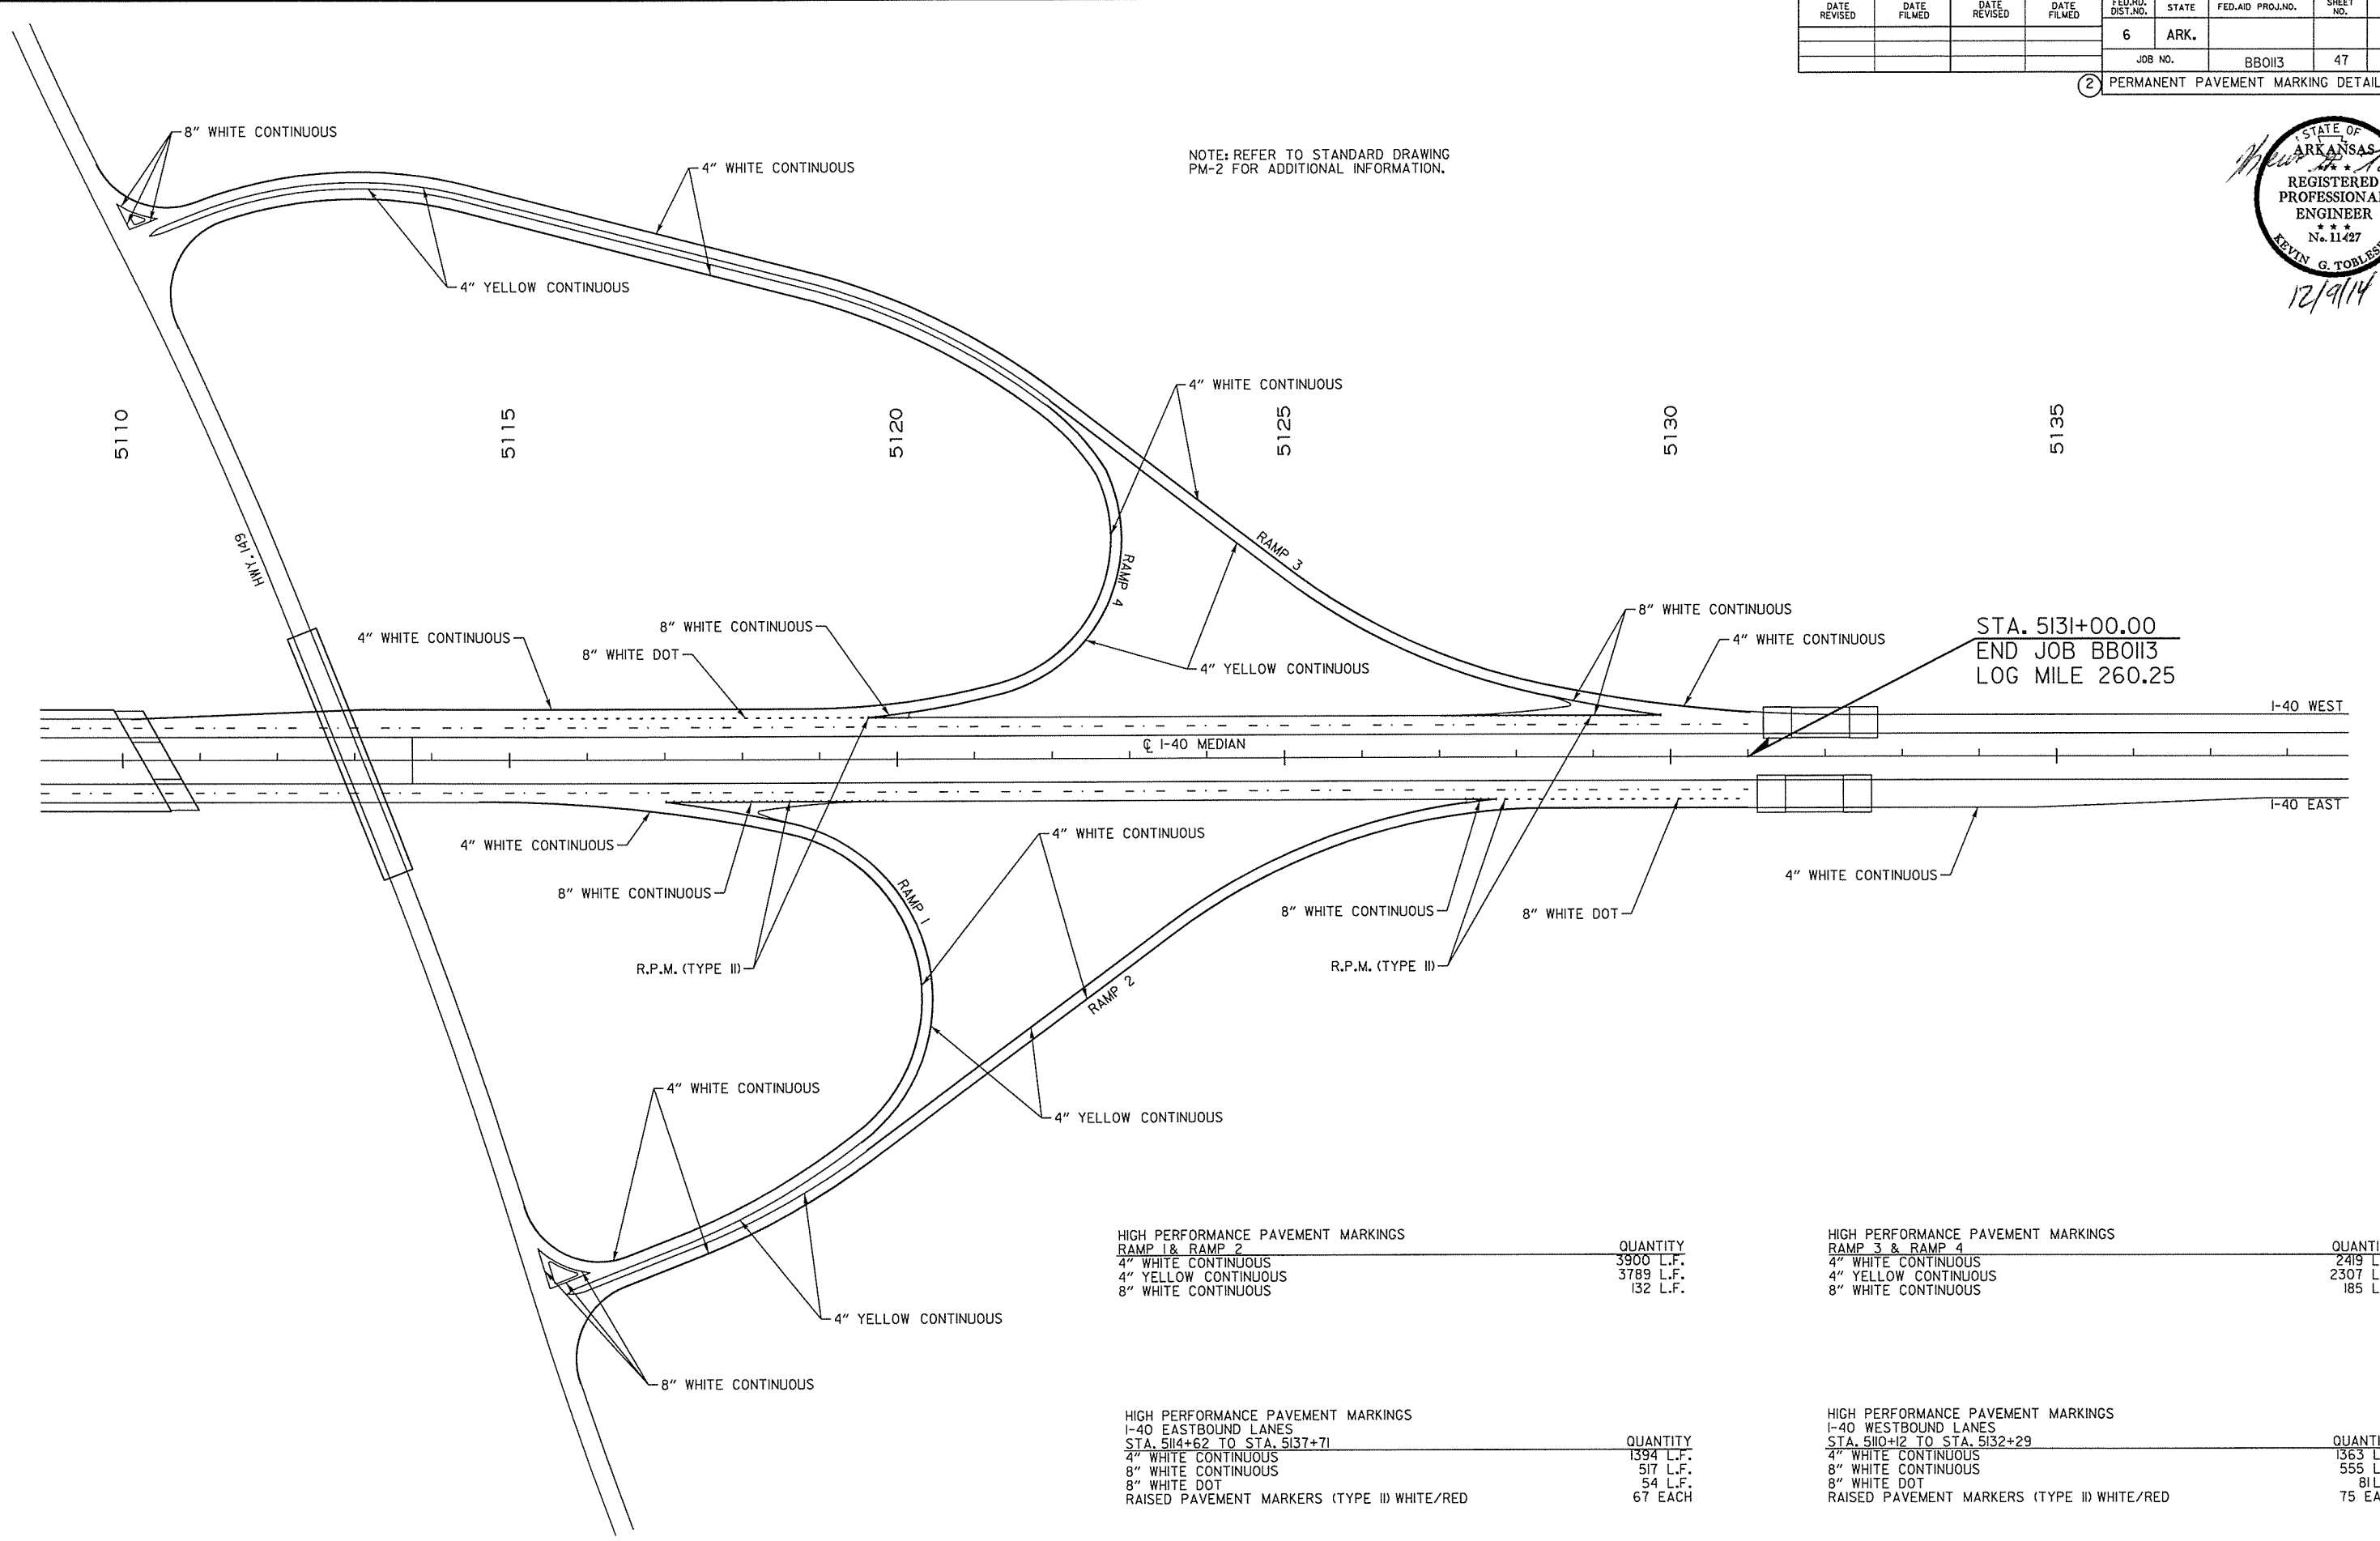 DATE REVISED
DATE FILMED
DATE REVISED
DATE FILMED
FED.RD. DIST.NO.
STATE
FED.AID PROJ.NO.
SHEET NO.
6
ARK.
JOB NO.
BB0113
47
2 PERMANENT PAVEMENT MARKING DETAIL
STATE OF
ARKANSAS
REGISTERED
PROFESSIONA
ENGINEER
No. 11427
KEVIN G. TOBLES
12/9/14
NOTE: REFER TO STANDARD DRAWING
PM-2 FOR ADDITIONAL INFORMATION.
8" WHITE CONTINUOUS
4" WHITE CONTINUOUS
4" YELLOW CONTINUOUS
4" WHITE CONTINUOUS
5110
5115
5120
5125
5130
5135
HWY. 149
RAMP 3
RAMP 4
8" WHITE CONTINUOUS
8" WHITE CONTINUOUS
4" WHITE CONTINUOUS
4" WHITE CONTINUOUS
8" WHITE DOT
4" YELLOW CONTINUOUS
STA. 5131+00.00
END JOB BB0113
LOG MILE 260.25
I-40 WEST
℄ I-40 MEDIAN
I-40 EAST
4" WHITE CONTINUOUS
4" WHITE CONTINUOUS
4" WHITE CONTINUOUS
8" WHITE CONTINUOUS
RAMP 1
8" WHITE CONTINUOUS
8" WHITE DOT
R.P.M. (TYPE II)
R.P.M. (TYPE II)
RAMP 2
4" WHITE CONTINUOUS
4" YELLOW CONTINUOUS
4" YELLOW CONTINUOUS
8" WHITE CONTINUOUS
HIGH PERFORMANCE PAVEMENT MARKINGS
RAMP 1 & RAMP 2 QUANTITY
4" WHITE CONTINUOUS 3900 L.F.
4" YELLOW CONTINUOUS 3789 L.F.
8" WHITE CONTINUOUS 132 L.F.
HIGH PERFORMANCE PAVEMENT MARKINGS
RAMP 3 & RAMP 4 QUANTI
4" WHITE CONTINUOUS 2419 L
4" YELLOW CONTINUOUS 2307 L
8" WHITE CONTINUOUS 185 L
HIGH PERFORMANCE PAVEMENT MARKINGS
I-40 EASTBOUND LANES
STA. 5114+62 TO STA. 5137+71 QUANTITY
4" WHITE CONTINUOUS 1394 L.F.
8" WHITE CONTINUOUS 517 L.F.
8" WHITE DOT 54 L.F.
RAISED PAVEMENT MARKERS (TYPE II) WHITE/RED 67 EACH
HIGH PERFORMANCE PAVEMENT MARKINGS
I-40 WESTBOUND LANES
STA. 5110+12 TO STA. 5132+29 QUANTI
4" WHITE CONTINUOUS 1363 L
8" WHITE CONTINUOUS 555 L
8" WHITE DOT 81 L
RAISED PAVEMENT MARKERS (TYPE II) WHITE/RED 75 EA